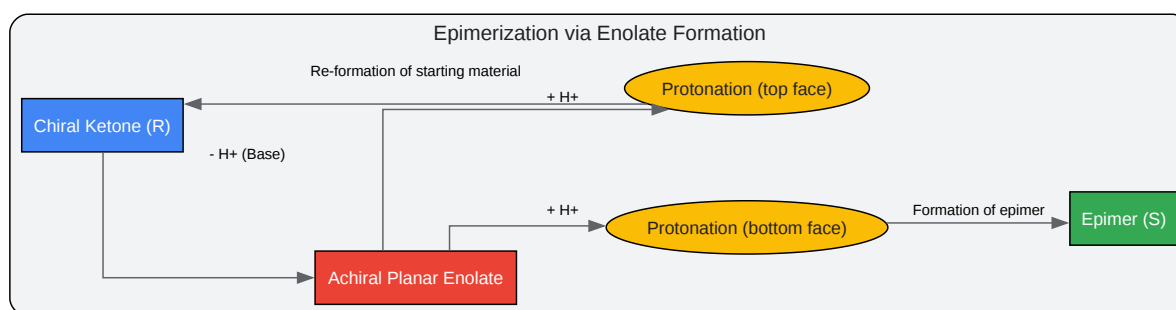 Epimerization via Enolate Formation
Re-formation of starting material
Protonation (top face)
+ H+
Chiral Ketone (R)
- H+ (Base)
+ H+
Protonation (bottom face)
Formation of epimer
Epimer (S)
Achiral Planar Enolate